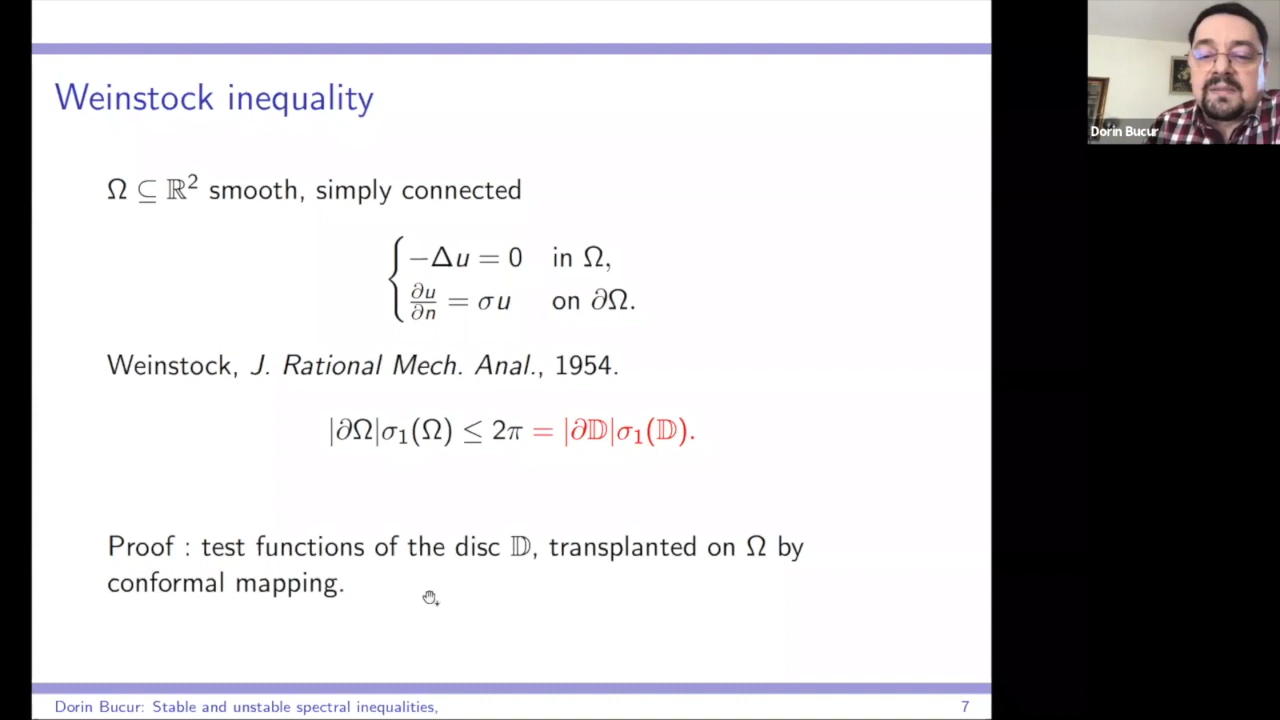 Weinstock inequality
Ω ⊆ ℝ² smooth, simply connected
{ −Δu = 0 in Ω,
∂u/∂n = σu on ∂Ω.
Weinstock, J. Rational Mech. Anal., 1954.
|∂Ω|σ₁(Ω) ≤ 2π = |∂𝔻|σ₁(𝔻).
Proof : test functions of the disc 𝔻, transplanted on Ω by
conformal mapping.
Dorin Bucur: Stable and unstable spectral inequalities,
7
Dorin Bucur